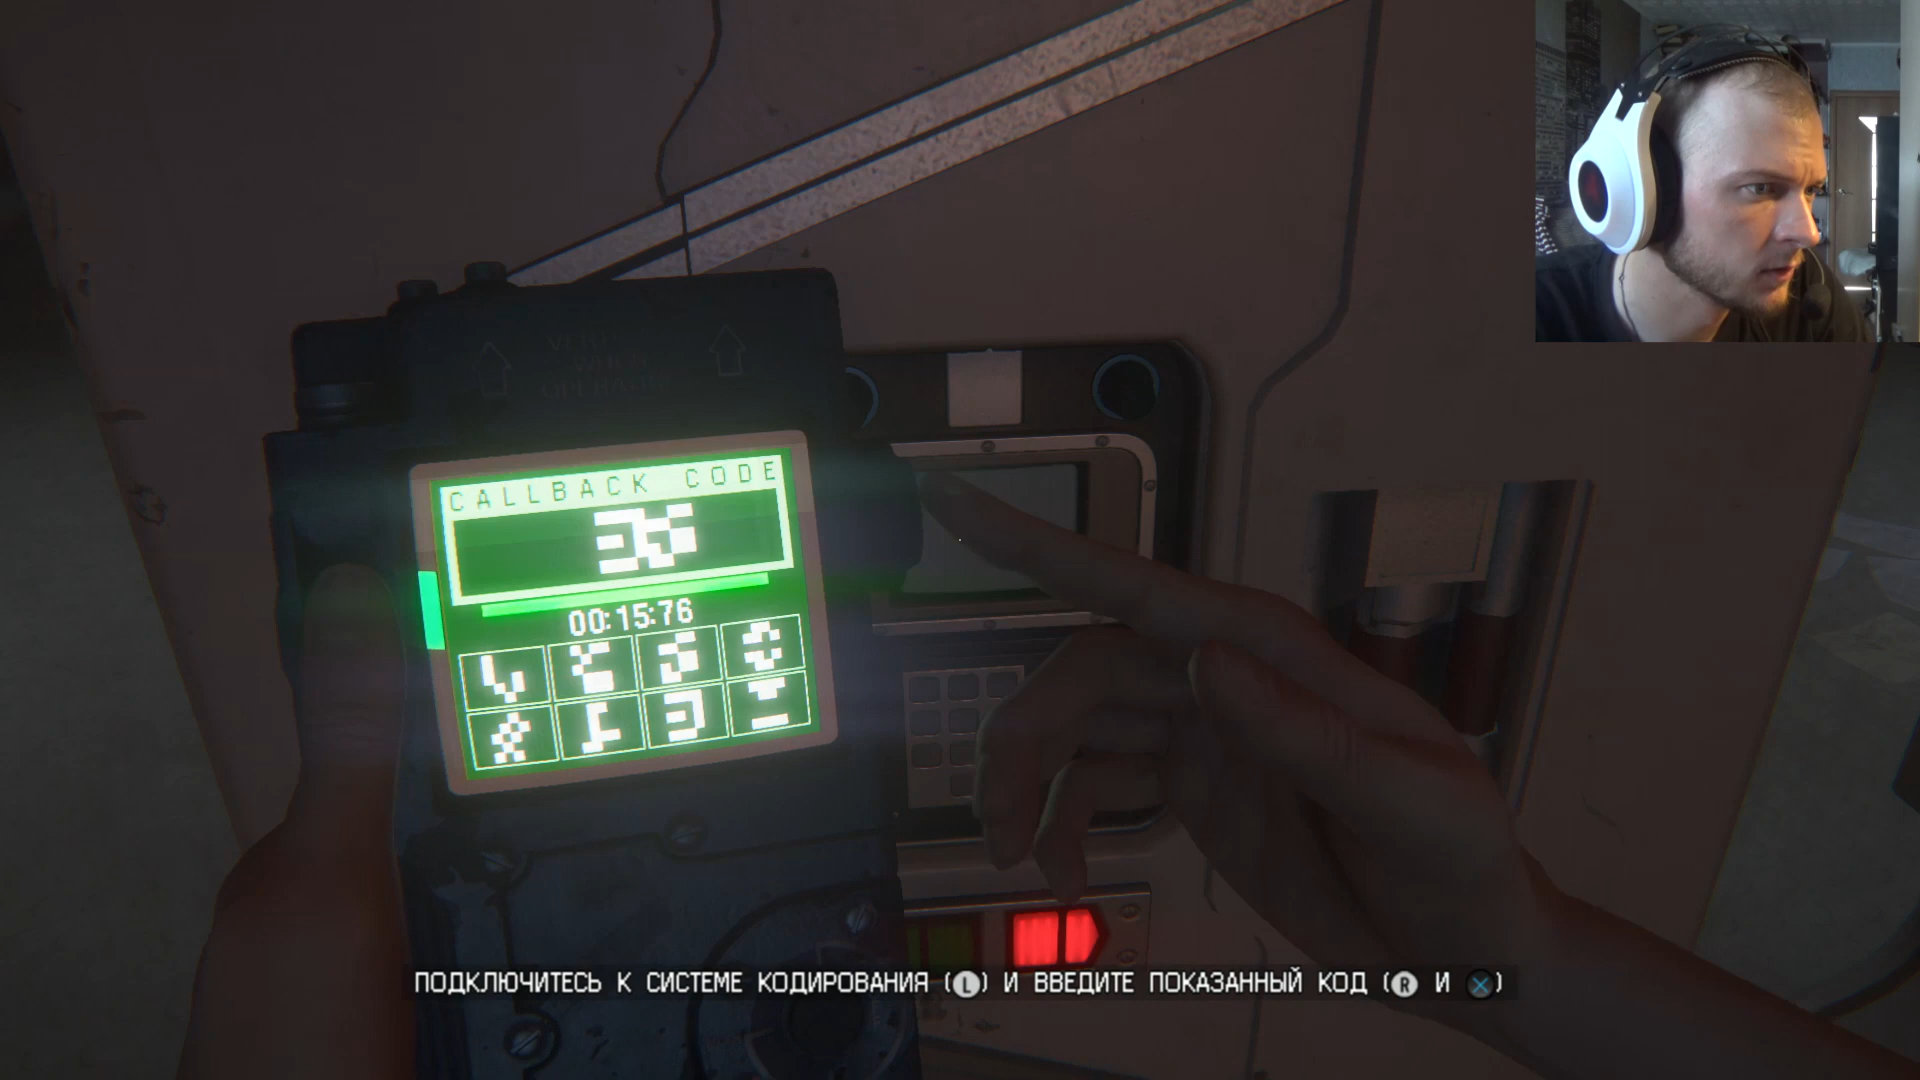 CALLBACK CODE
00:15:76
ПОДКЛЮЧИТЕСЬ К СИСТЕМЕ КОДИРОВАНИЯ (L) И ВВЕДИТЕ ПОКАЗАННЫЙ КОД (R И X)